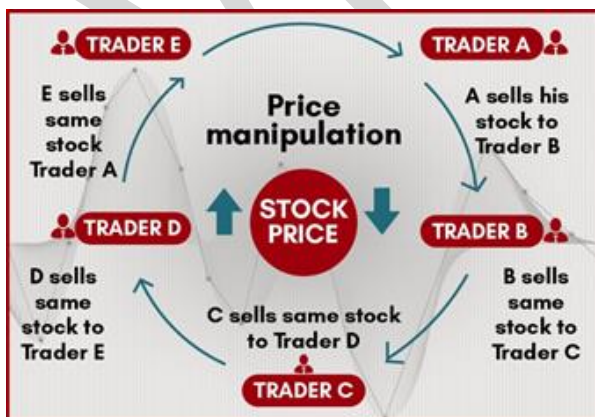 TRADER E
TRADER A
E sells
same
stock
Trader A
Price
manipulation
A sells his
stock to
Trader B
STOCK
PRICE
TRADER D
TRADER B
D sells
same
stock to
Trader E
C sells same stock
to Trader D
B sells
same
stock to
Trader C
TRADER C